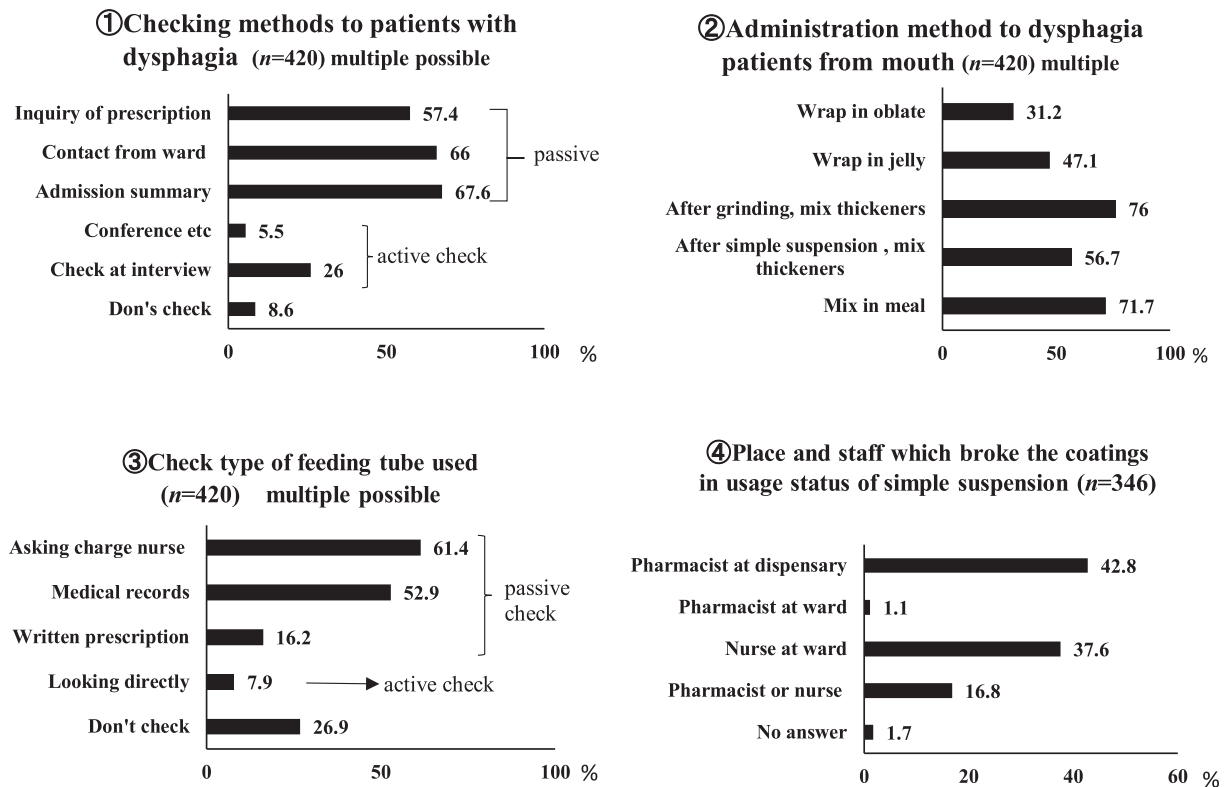 ①Checking methods to patients with
dysphagia (n=420) multiple possible
Inquiry of prescription 57.4
Contact from ward 66
Admission summary 67.6
passive
Conference etc 5.5
Check at interview 26
active check
Don's check 8.6
0 50 100 %
②Administration method to dysphagia
patients from mouth (n=420) multiple
Wrap in oblate 31.2
Wrap in jelly 47.1
After grinding, mix thickeners 76
After simple suspension , mix
thickeners 56.7
Mix in meal 71.7
0 50 100 %
③Check type of feeding tube used
(n=420) multiple possible
Asking charge nurse 61.4
Medical records 52.9
Written prescription 16.2
passive
check
Looking directly 7.9 active check
Don't check 26.9
0 50 100 %
④Place and staff which broke the coatings
in usage status of simple suspension (n=346)
Pharmacist at dispensary 42.8
Pharmacist at ward 1.1
Nurse at ward 37.6
Pharmacist or nurse 16.8
No answer 1.7
0 20 40 60 %